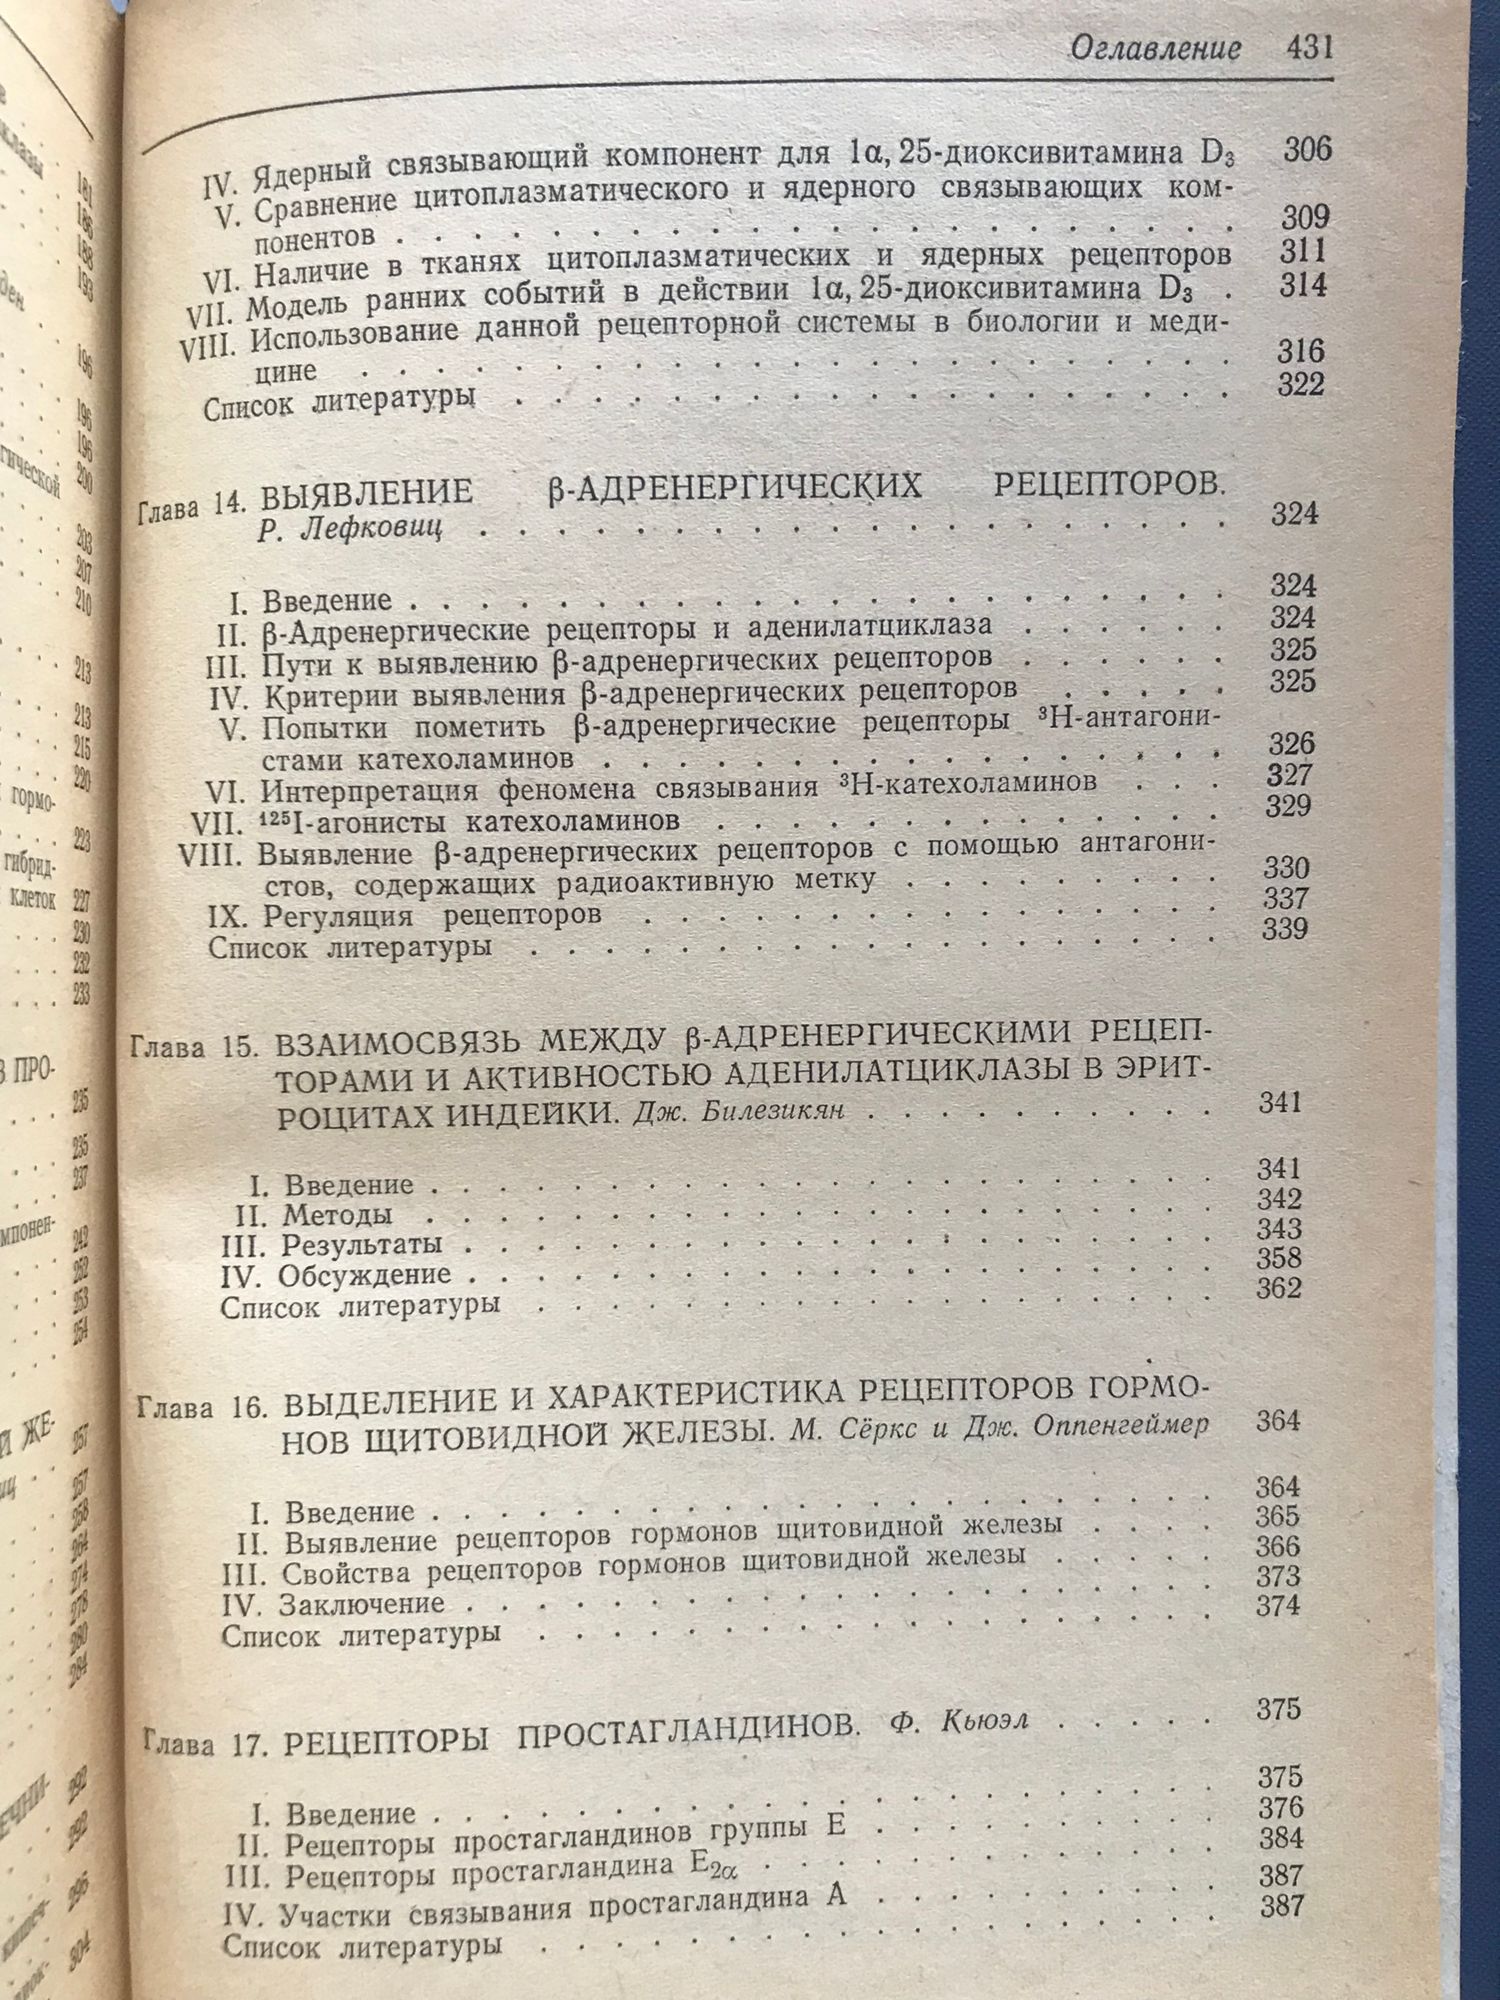 Оглавление 431
IV. Ядерный связывающий компонент для 1α, 25-диоксивитамина D₃ 306
V. Сравнение цитоплазматического и ядерного связывающих ком-
понентов . . . . . . . . . . . . . . . . . . . . 309
VI. Наличие в тканях цитоплазматических и ядерных рецепторов 311
VII. Модель ранних событий в действии 1α, 25-диоксивитамина D₃ . 314
VIII. Использование данной рецепторной системы в биологии и меди-
цине . . . . . . . . . . . . . . . . . . . . 316
Список литературы . . . . . . . . . . . . . . . . . 322
Глава 14. ВЫЯВЛЕНИЕ β-АДРЕНЕРГИЧЕСКИХ РЕЦЕПТОРОВ.
Р. Лефковиц . . . . . . . . . . . . . . . . . . 324
I. Введение . . . . . . . . . . . . . . . . . . . 324
II. β-Адренергические рецепторы и аденилатциклаза . . . . . . 324
III. Пути к выявлению β-адренергических рецепторов . . . . . . 325
IV. Критерии выявления β-адренергических рецепторов . . . . . 325
V. Попытки пометить β-адренергические рецепторы ³H-антагони-
стами катехоламинов . . . . . . . . . . . . . . 326
VI. Интерпретация феномена связывания ³H-катехоламинов . . . 327
VII. ¹²⁵I-агонисты катехоламинов . . . . . . . . . . . . 329
VIII. Выявление β-адренергических рецепторов с помощью антагони-
стов, содержащих радиоактивную метку . . . . . . . . 330
IX. Регуляция рецепторов . . . . . . . . . . . . . . 337
Список литературы . . . . . . . . . . . . . . . . . 339
Глава 15. ВЗАИМОСВЯЗЬ МЕЖДУ β-АДРЕНЕРГИЧЕСКИМИ РЕЦЕП-
ТОРАМИ И АКТИВНОСТЬЮ АДЕНИЛАТЦИКЛАЗЫ В ЭРИТ-
РОЦИТАХ ИНДЕЙКИ. Дж. Билезикян . . . . . . . . . . 341
I. Введение . . . . . . . . . . . . . . . . . . . 341
II. Методы . . . . . . . . . . . . . . . . . . . 342
III. Результаты . . . . . . . . . . . . . . . . . . 343
IV. Обсуждение . . . . . . . . . . . . . . . . . . 358
Список литературы . . . . . . . . . . . . . . . . . 362
Глава 16. ВЫДЕЛЕНИЕ И ХАРАКТЕРИСТИКА РЕЦЕПТОРОВ ГОРМО-
НОВ ЩИТОВИДНОЙ ЖЕЛЕЗЫ. М. Сёркс и Дж. Оппенгеймер 364
I. Введение . . . . . . . . . . . . . . . . . . . 364
II. Выявление рецепторов гормонов щитовидной железы . . . . 365
III. Свойства рецепторов гормонов щитовидной железы . . . . . 366
IV. Заключение . . . . . . . . . . . . . . . . . . 373
Список литературы . . . . . . . . . . . . . . . . . 374
Глава 17. РЕЦЕПТОРЫ ПРОСТАГЛАНДИНОВ. Ф. Кьюэл . . . . . 375
I. Введение . . . . . . . . . . . . . . . . . . . 375
II. Рецепторы простагландинов группы E . . . . . . . . . 376
III. Рецепторы простагландина E₂α . . . . . . . . . . . 384
IV. Участки связывания простагландина A . . . . . . . . . 387
Список литературы . . . . . . . . . . . . . . . . . 387